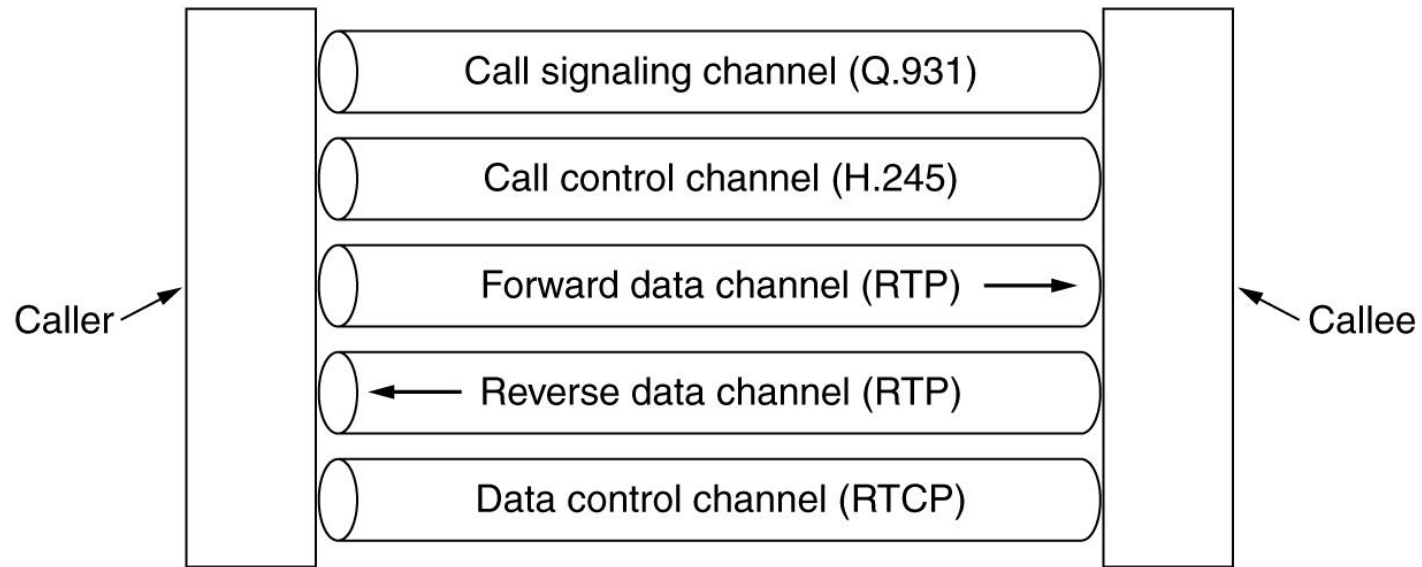 Call signaling channel (Q.931)
Call control channel (H.245)
Forward data channel (RTP)
Caller
Callee
Reverse data channel (RTP)
Data control channel (RTCP)